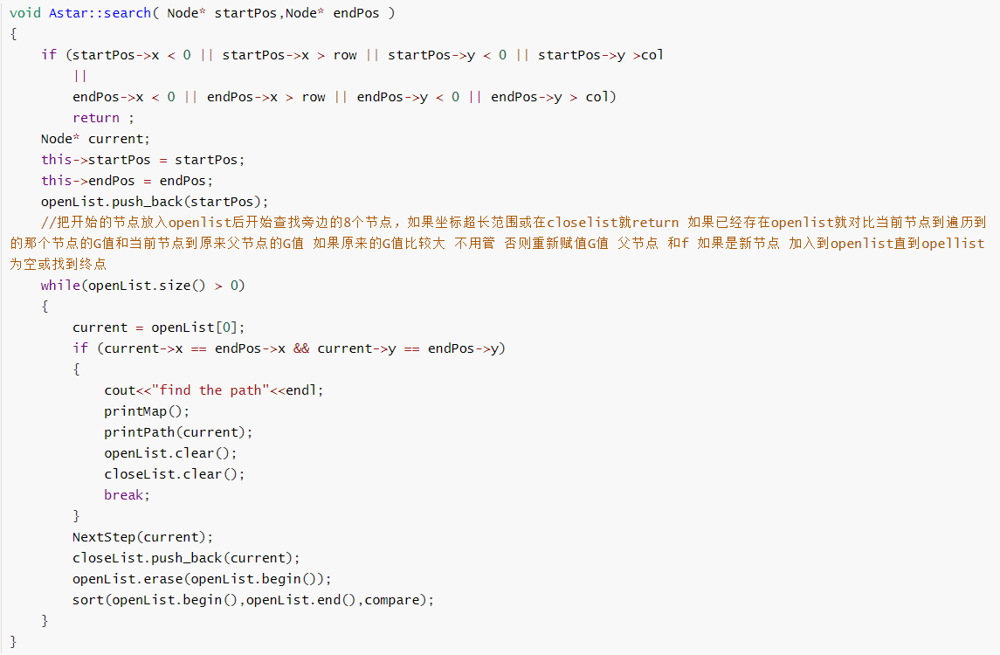 void Astar::search( Node* startPos,Node* endPos )
{
    if (startPos->x < 0 || startPos->x > row || startPos->y < 0 || startPos->y >col
        ||
        endPos->x < 0 || endPos->x > row || endPos->y < 0 || endPos->y > col)
        return ;
    Node* current;
    this->startPos = startPos;
    this->endPos = endPos;
    openList.push_back(startPos);
    //把开始的节点放入openlist后开始查找旁边的8个节点，如果坐标超长范围或在closelist就return 如果已经存在openlist就对比当前节点到遍历到
的那个节点的G值和当前节点到原来父节点的G值 如果原来的G值比较大 不用管 否则重新赋值G值 父节点 和f 如果是新节点 加入到openlist直到opellist
为空或找到终点
    while(openList.size() > 0)
    {
        current = openList[0];
        if (current->x == endPos->x && current->y == endPos->y)
        {
            cout<<"find the path"<<endl;
            printMap();
            printPath(current);
            openList.clear();
            closeList.clear();
            break;
        }
        NextStep(current);
        closeList.push_back(current);
        openList.erase(openList.begin());
        sort(openList.begin(),openList.end(),compare);
    }
}